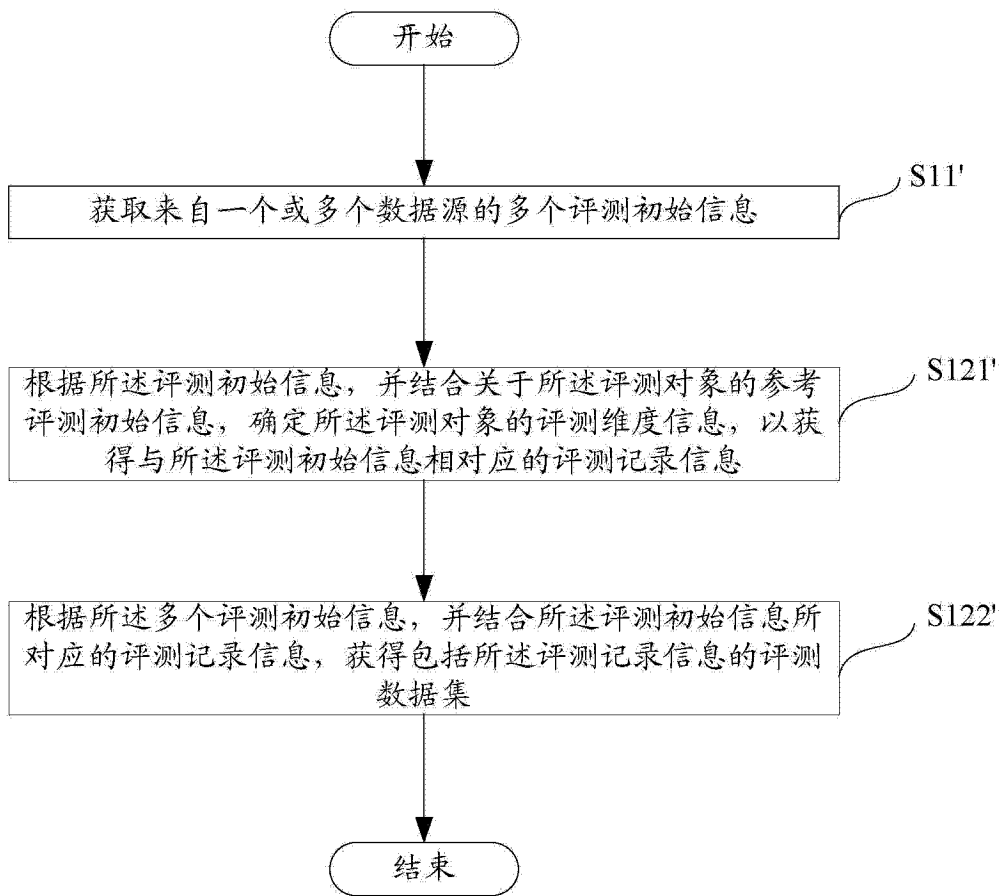 开始
S11'
获取来自一个或多个数据源的多个评测初始信息
S121'
根据所述评测初始信息，并结合关于所述评测对象的参考
评测初始信息，确定所述评测对象的评测维度信息，以获
得与所述评测初始信息相对应的评测记录信息
S122'
根据所述多个评测初始信息，并结合所述评测初始信息所
对应的评测记录信息，获得包括所述评测记录信息的评测
数据集
结束